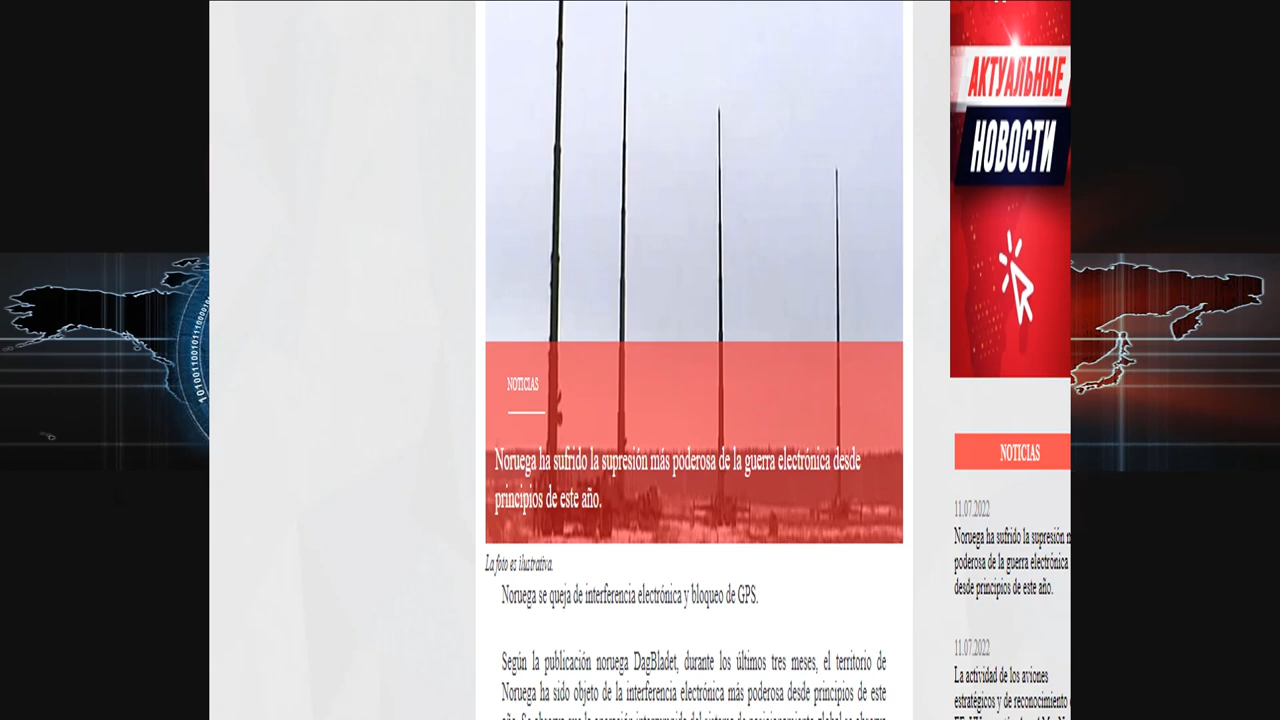 АКТУАЛЬНЫЕ
НОВОСТИ
NOTICIAS
Noruega ha sufrido la supresión más poderosa de la guerra electrónica desde
principios de este año.
La foto es ilustrativa.
Noruega se queja de interferencia electrónica y bloqueo de GPS.
Según la publicación noruega DagBladet, durante los últimos tres meses, el territorio de
Noruega ha sido objeto de la interferencia electrónica más poderosa desde principios de este
NOTICIAS
11.07.2022
Noruega ha sufrido la supresión
poderosa de la guerra electrónica
desde principios de este año.
11.07.2022
La actividad de los aviones
estratégicos y de reconocimiento